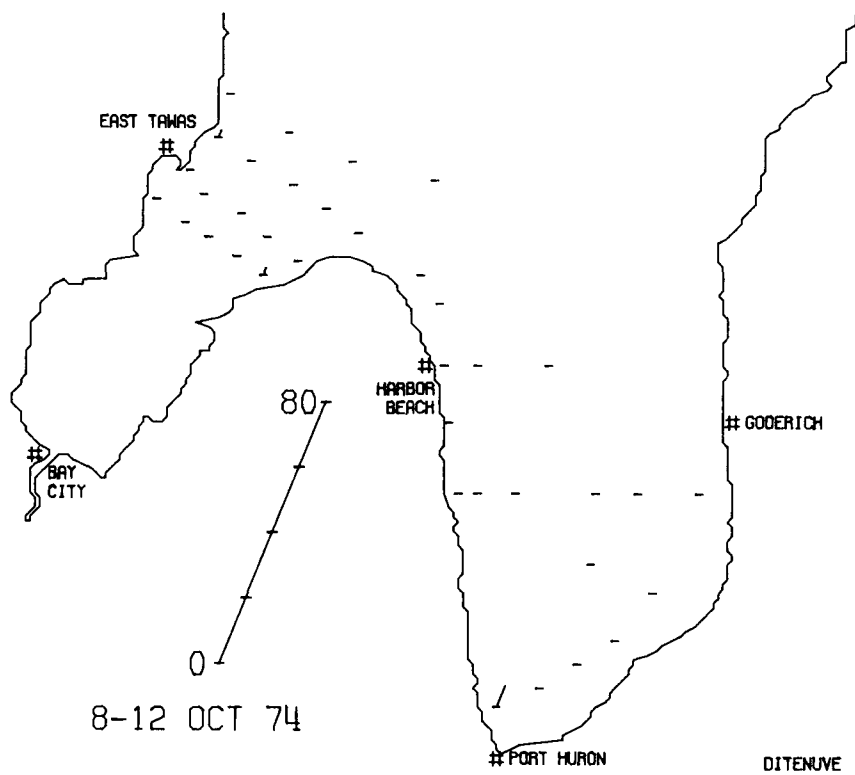 EAST TAWAS
#
80
#
HARBOR
BEACH
# GODERICH
#
BAY
CITY
0
8-12 OCT 74
# PORT HURON
DITENUVE